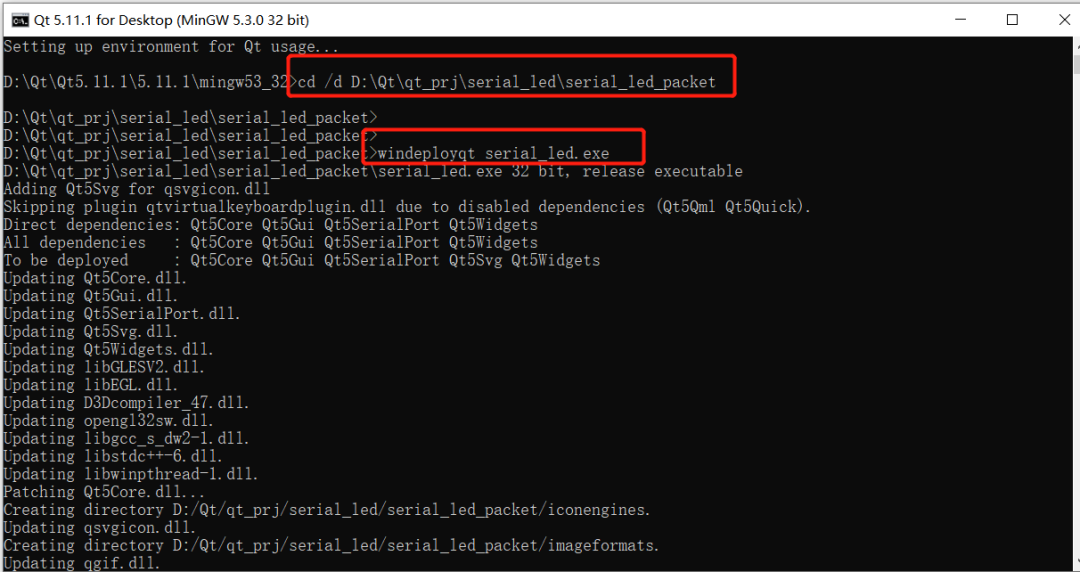 Qt 5.11.1 for Desktop (MinGW 5.3.0 32 bit)
Setting up environment for Qt usage...
D:\Qt\Qt5.11.1\5.11.1\mingw53_32>cd /d D:\Qt\qt_prj\serial_led\serial_led_packet
D:\Qt\qt_prj\serial_led\serial_led_packet>
D:\Qt\qt_prj\serial_led\serial_led_packet>
D:\Qt\qt_prj\serial_led\serial_led_packet>windeployqt serial_led.exe
D:\Qt\qt_prj\serial_led\serial_led_packet\serial_led.exe 32 bit, release executable
Adding Qt5Svg for qsvgicon.dll
Skipping plugin qtvirtualkeyboardplugin.dll due to disabled dependencies (Qt5Qml Qt5Quick).
Direct dependencies: Qt5Core Qt5Gui Qt5SerialPort Qt5Widgets
All dependencies   : Qt5Core Qt5Gui Qt5SerialPort Qt5Widgets
To be deployed     : Qt5Core Qt5Gui Qt5SerialPort Qt5Svg Qt5Widgets
Updating Qt5Core.dll.
Updating Qt5Gui.dll.
Updating Qt5SerialPort.dll.
Updating Qt5Svg.dll.
Updating Qt5Widgets.dll.
Updating libGLESV2.dll.
Updating libEGL.dll.
Updating D3Dcompiler_47.dll.
Updating opengl32sw.dll.
Updating libgcc_s_dw2-1.dll.
Updating libstdc++-6.dll.
Updating libwinpthread-1.dll.
Patching Qt5Core.dll...
Creating directory D:/Qt/qt_prj/serial_led/serial_led_packet/iconengines.
Updating qsvgicon.dll.
Creating directory D:/Qt/qt_prj/serial_led/serial_led_packet/imageformats.
Updating qgif.dll.